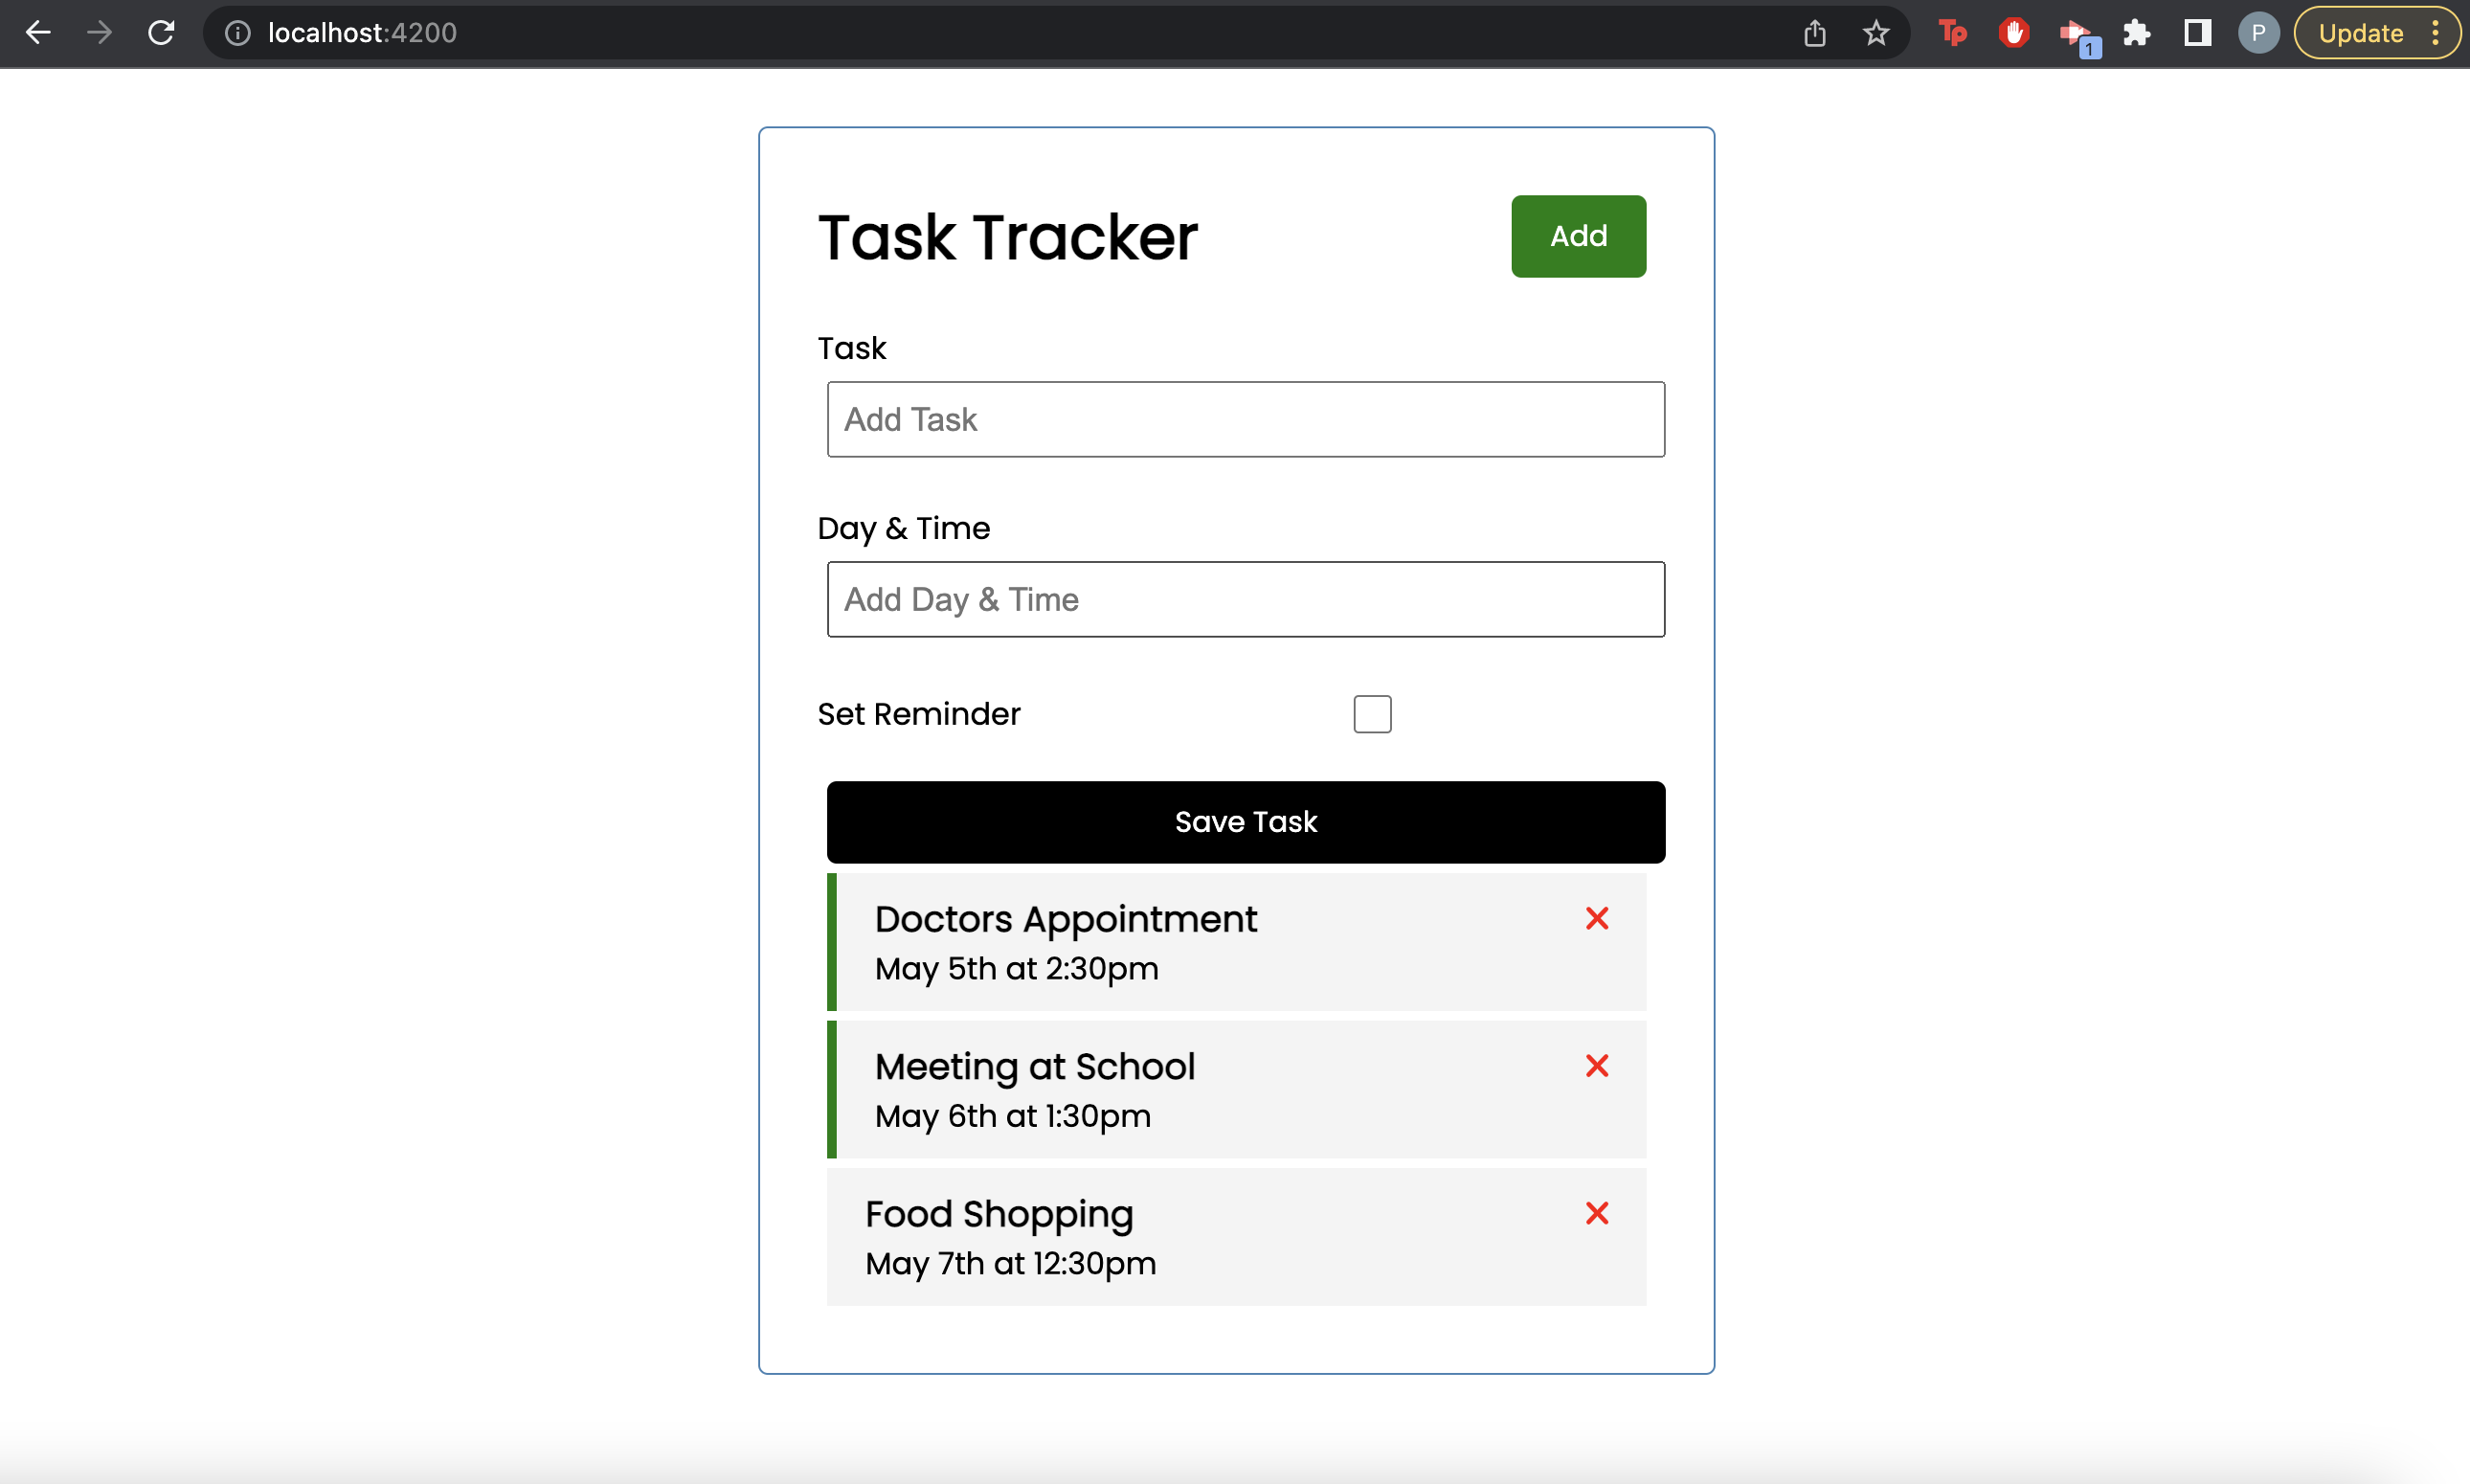 localhost:4200
Tp
1
P
Update
Task Tracker
Add
Task
Add Task
Day & Time
Add Day & Time
Set Reminder
Save Task
Doctors Appointment
May 5th at 2:30pm
Meeting at School
May 6th at 1:30pm
Food Shopping
May 7th at 12:30pm